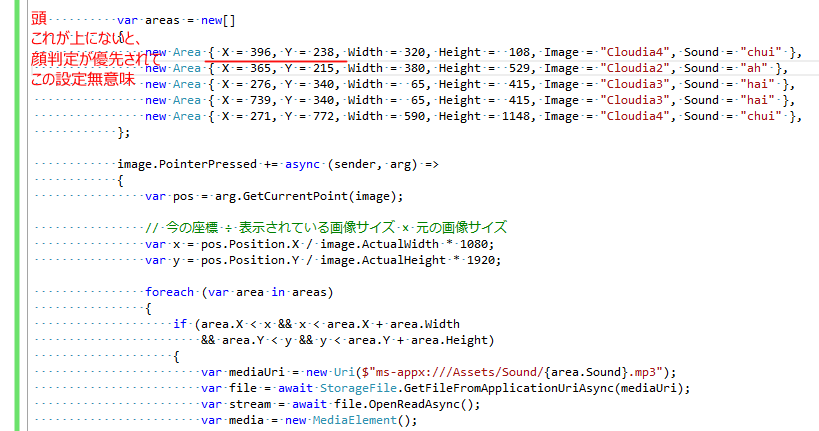 頭
これが上にないと、
顔判定が優先されて
この設定無意味
var areas = new[]
{
new Area { X = 396, Y = 238, Width = 320, Height =  108, Image = "Cloudia4", Sound = "chui" },
new Area { X = 365, Y = 215, Width = 380, Height =  529, Image = "Cloudia2", Sound = "ah" },
new Area { X = 276, Y = 340, Width =  65, Height =  415, Image = "Cloudia3", Sound = "hai" },
new Area { X = 739, Y = 340, Width =  65, Height =  415, Image = "Cloudia3", Sound = "hai" },
new Area { X = 271, Y = 772, Width = 590, Height = 1148, Image = "Cloudia4", Sound = "chui" },
};
image.PointerPressed += async (sender, arg) =>
{
var pos = arg.GetCurrentPoint(image);
// 今の座標 ÷ 表示されている画像サイズ × 元の画像サイズ
var x = pos.Position.X / image.ActualWidth * 1080;
var y = pos.Position.Y / image.ActualHeight * 1920;
foreach (var area in areas)
{
if (area.X < x && x < area.X + area.Width
&& area.Y < y && y < area.Y + area.Height)
{
var mediaUri = new Uri($"ms-appx:///Assets/Sound/{area.Sound}.mp3");
var file = await StorageFile.GetFileFromApplicationUriAsync(mediaUri);
var stream = await file.OpenReadAsync();
var media = new MediaElement();